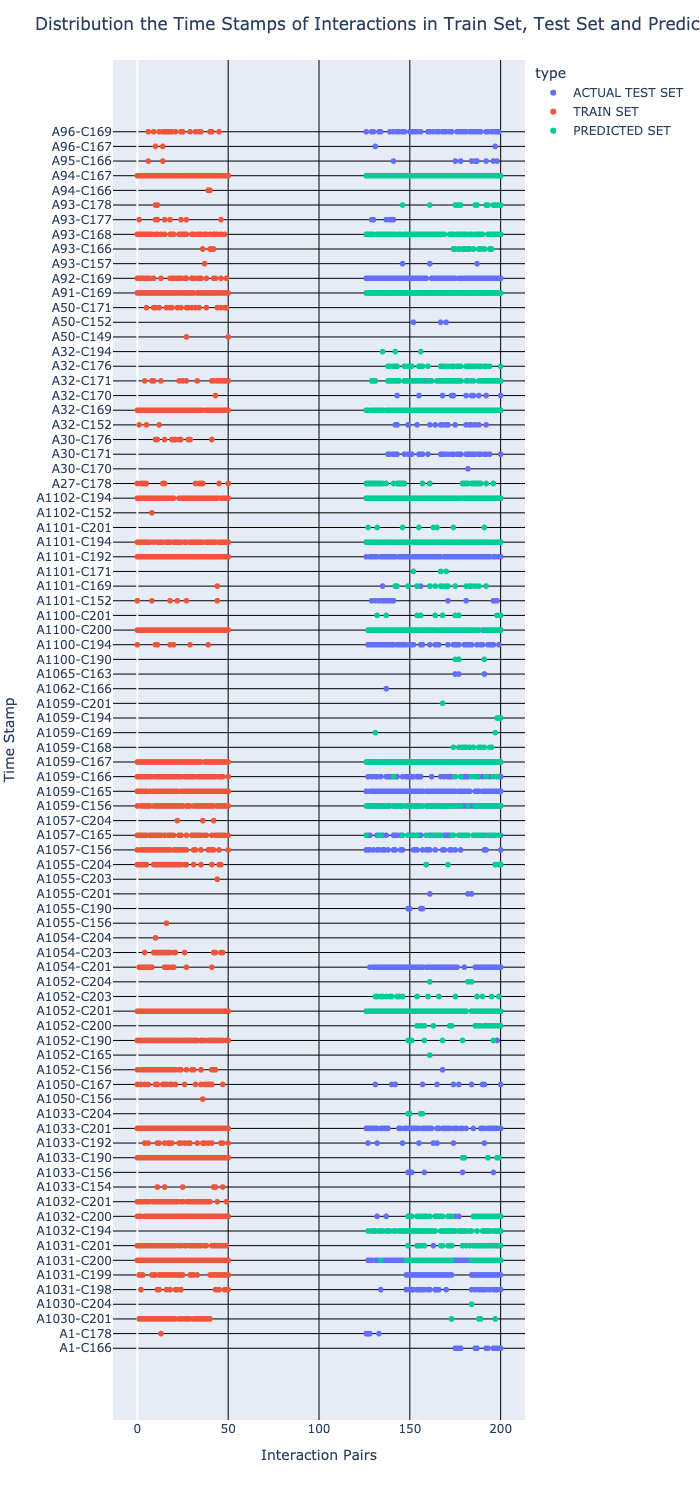 Distribution the Time Stamps of Interactions in Train Set, Test Set and Predic
type
ACTUAL TEST SET
TRAIN SET
PREDICTED SET
A96-C169
A96-C167
A95-C166
A94-C167
A94-C166
A93-C178
A93-C177
A93-C168
A93-C166
A93-C157
A92-C169
A91-C169
A50-C171
A50-C152
A50-C149
A32-C194
A32-C176
A32-C171
A32-C170
A32-C169
A32-C152
A30-C176
A30-C171
A30-C170
A27-C178
A1102-C194
A1102-C152
A1101-C201
A1101-C194
A1101-C192
A1101-C171
A1101-C169
A1101-C152
A1100-C201
A1100-C200
A1100-C194
A1100-C190
A1065-C163
A1062-C166
A1059-C201
A1059-C194
A1059-C169
A1059-C168
A1059-C167
A1059-C166
A1059-C165
A1059-C156
A1057-C204
A1057-C165
A1057-C156
A1055-C204
A1055-C203
A1055-C201
A1055-C190
A1055-C156
A1054-C204
A1054-C203
A1054-C201
A1052-C204
A1052-C203
A1052-C201
A1052-C200
A1052-C190
A1052-C165
A1052-C156
A1050-C167
A1050-C156
A1033-C204
A1033-C201
A1033-C192
A1033-C190
A1033-C156
A1033-C154
A1032-C201
A1032-C200
A1032-C194
A1031-C201
A1031-C200
A1031-C199
A1031-C198
A1030-C204
A1030-C201
A1-C178
A1-C166
Time Stamp
0 50 100 150 200
Interaction Pairs